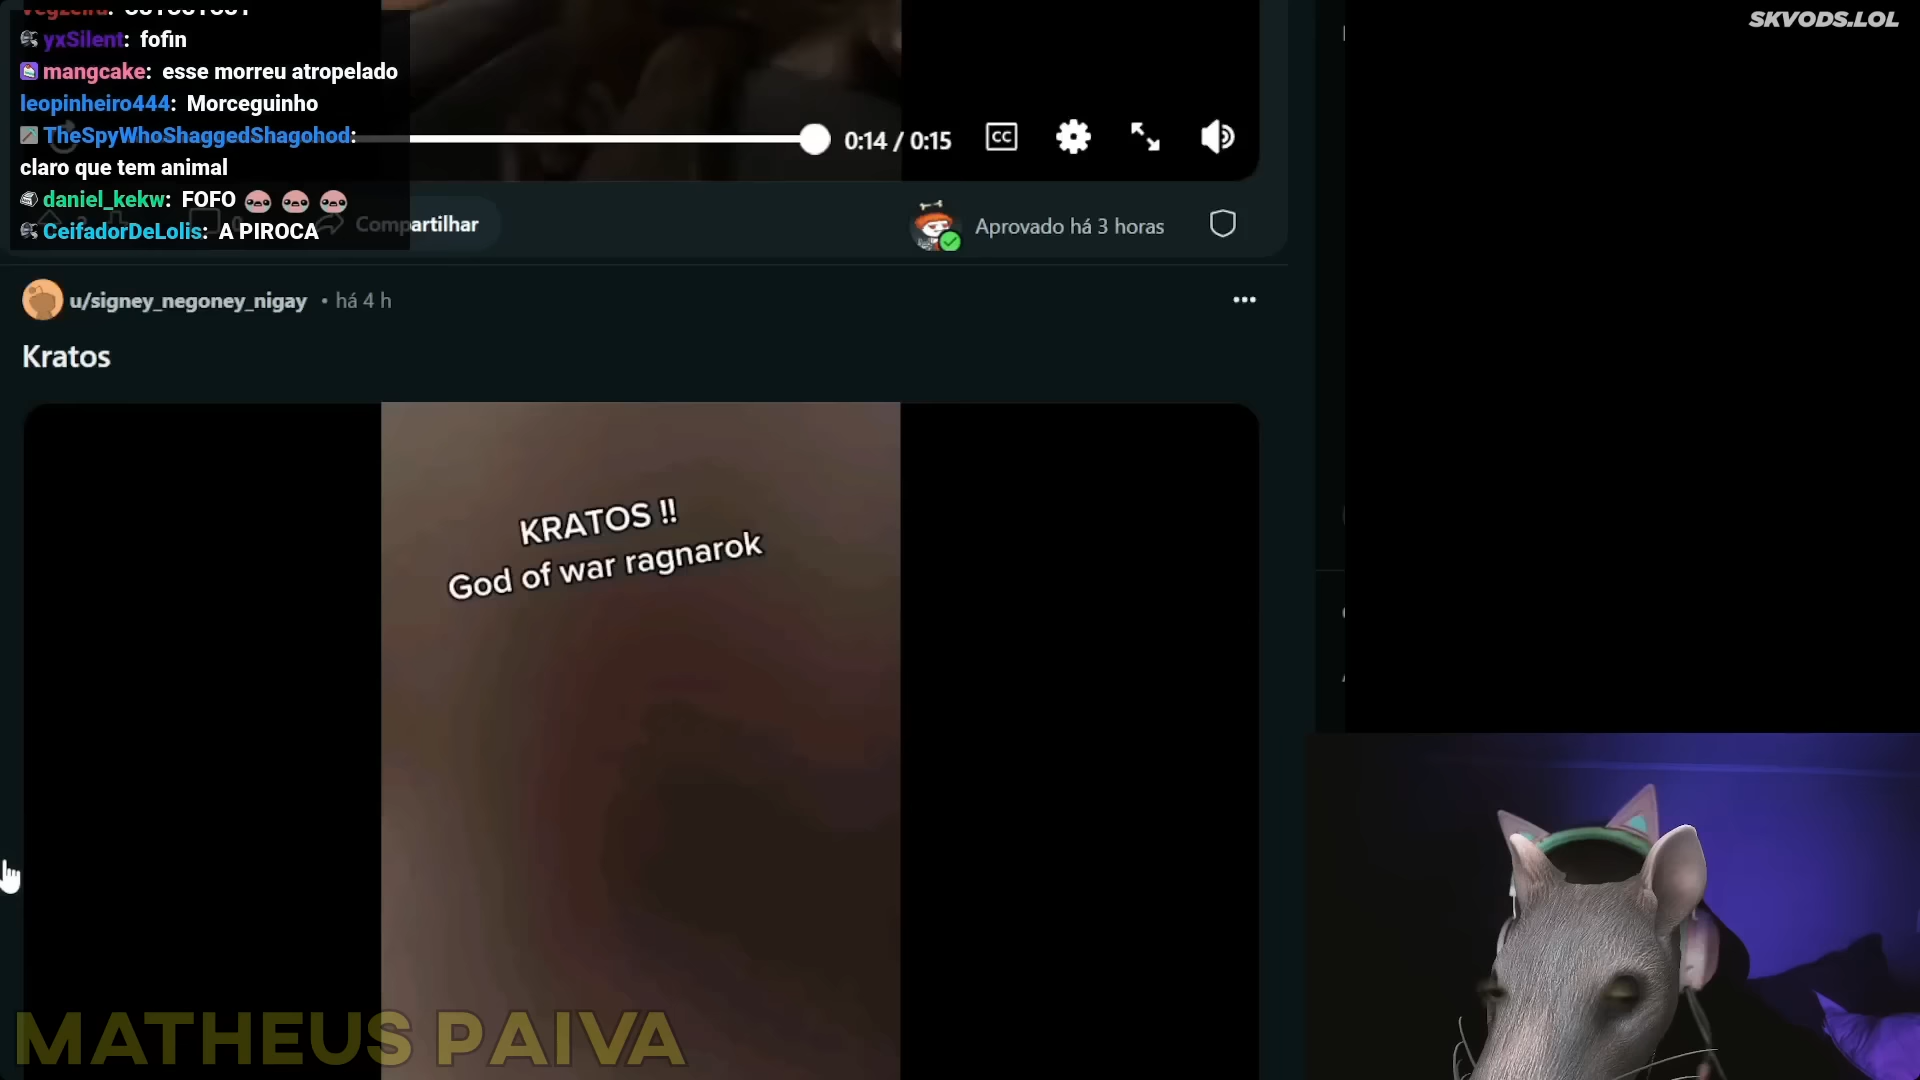 SKVODS.LOL
yxSilent: fofin
mangcake: esse morreu atropelado
leopinheiro444: Morceguinho
TheSpyWhoShaggedShagohod:
claro que tem animal
daniel_kekw: FOFO
CeifadorDeLolis: A PIROCA
0:14 / 0:15
CC
Compartilhar
Aprovado há 3 horas
u/signey_negoney_nigay • há 4 h
Kratos
KRATOS !!
God of war ragnarok
MATHEUS PAIVA